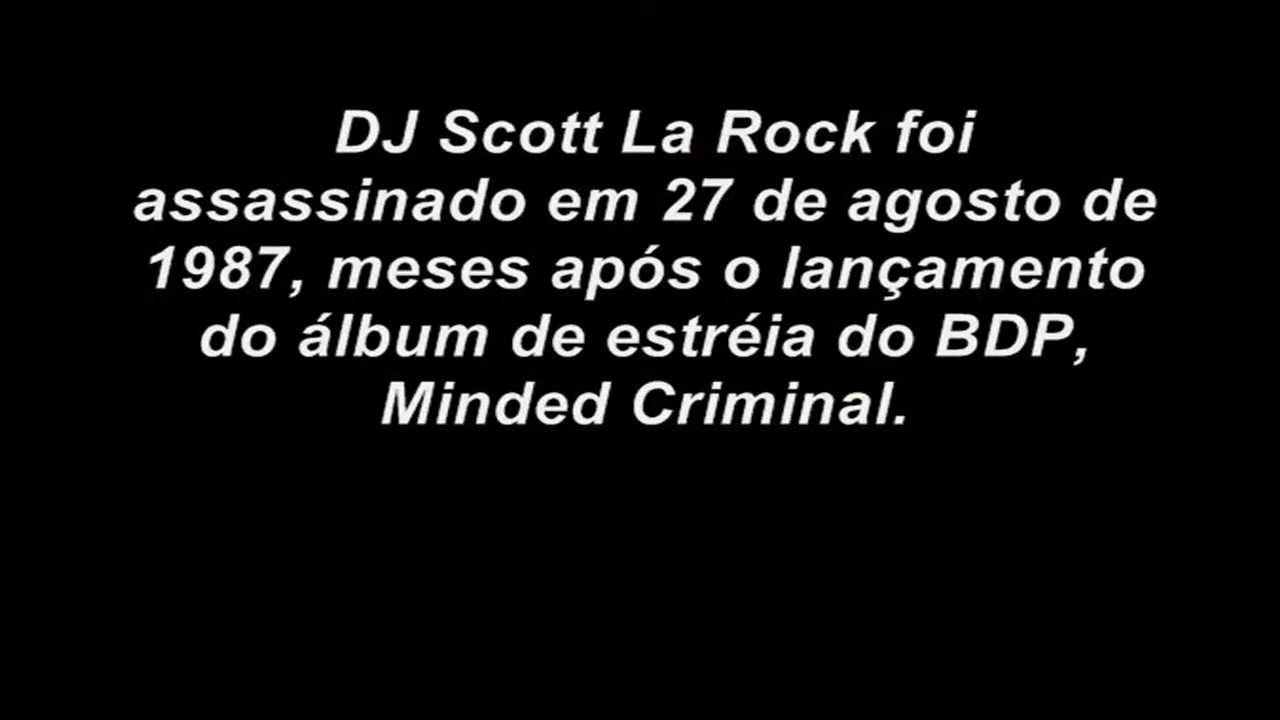 DJ Scott La Rock foi
assassinado em 27 de agosto de
1987, meses após o lançamento
do álbum de estréia do BDP,
Minded Criminal.